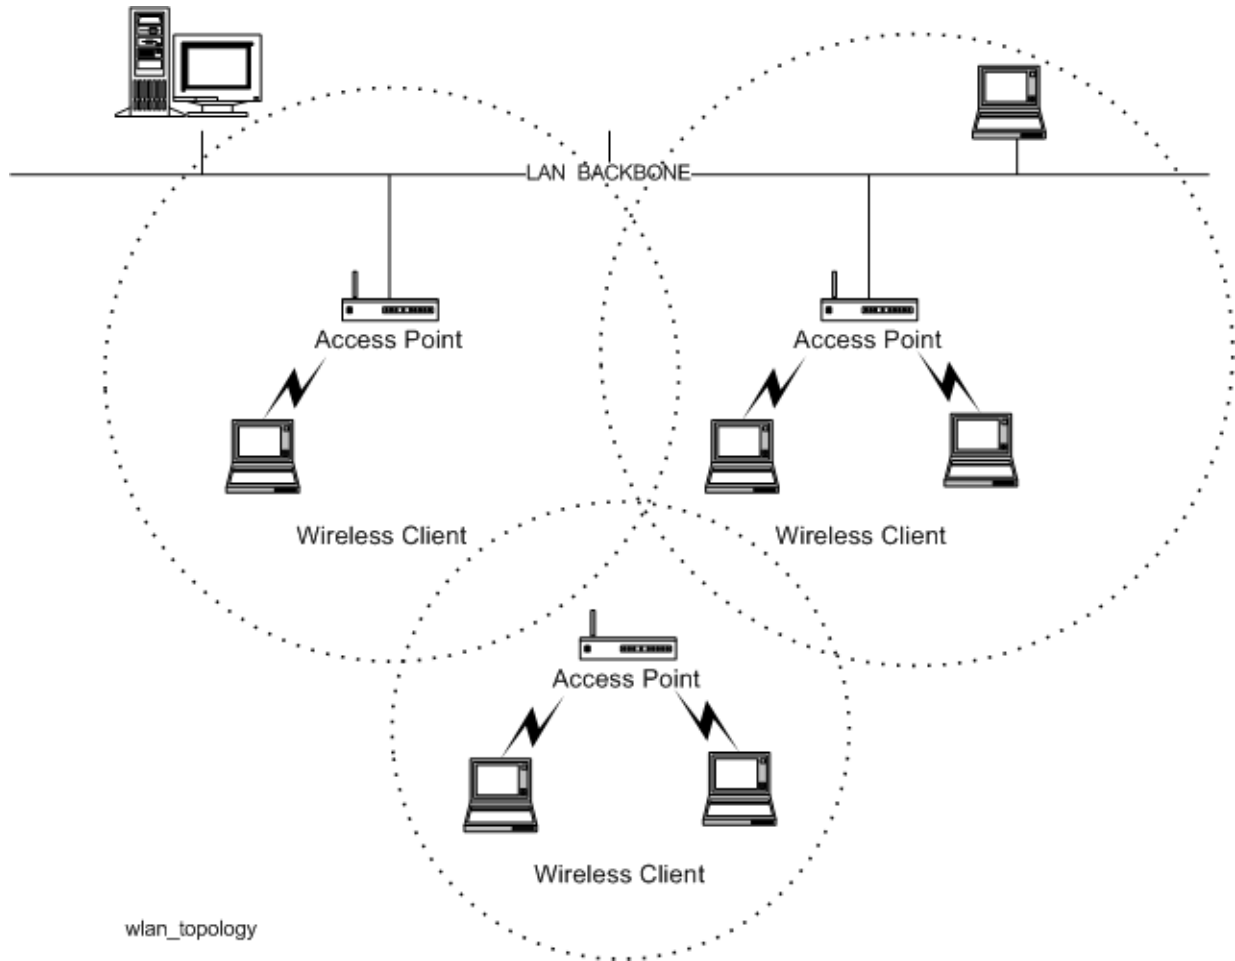 LAN BACKBONE
Access Point
Access Point
Wireless Client
Wireless Client
Access Point
Wireless Client
wlan_topology